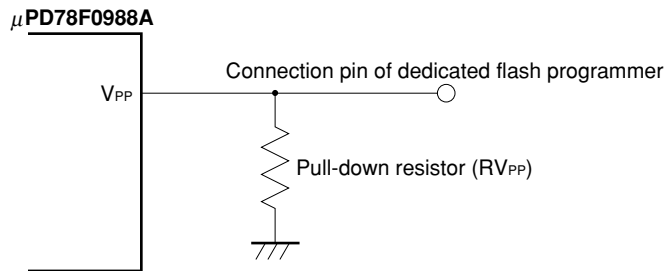 μPD78F0988A
Connection pin of dedicated flash programmer
VPP
Pull-down resistor (RVPP)